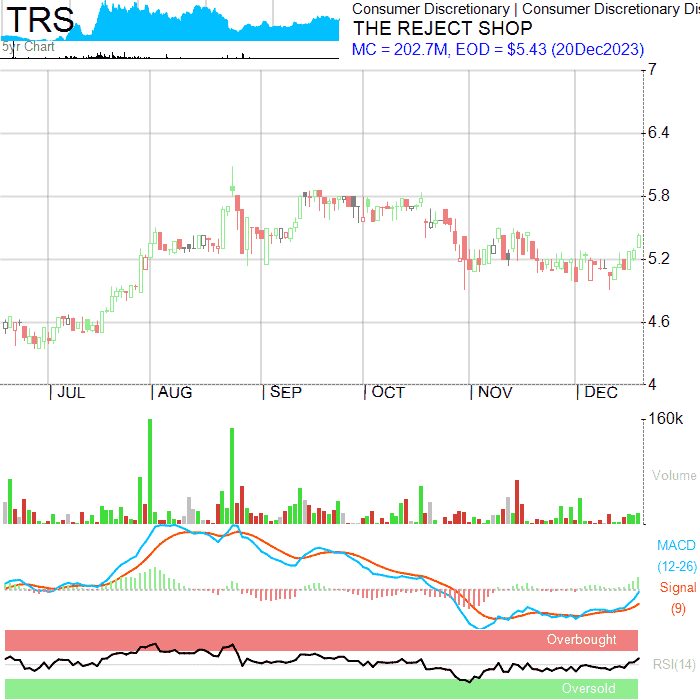 TRS
5yr Chart
Consumer Discretionary | Consumer Discretionary Dis
THE REJECT SHOP
MC = 202.7M, EOD = $5.43 (20Dec2023)
7
6.4
5.8
5.2
4.6
4
| JUL | AUG | SEP | OCT | NOV | DEC
160k
Volume
MACD
(12-26)
Signal
(9)
Overbought
RSI(14)
Oversold